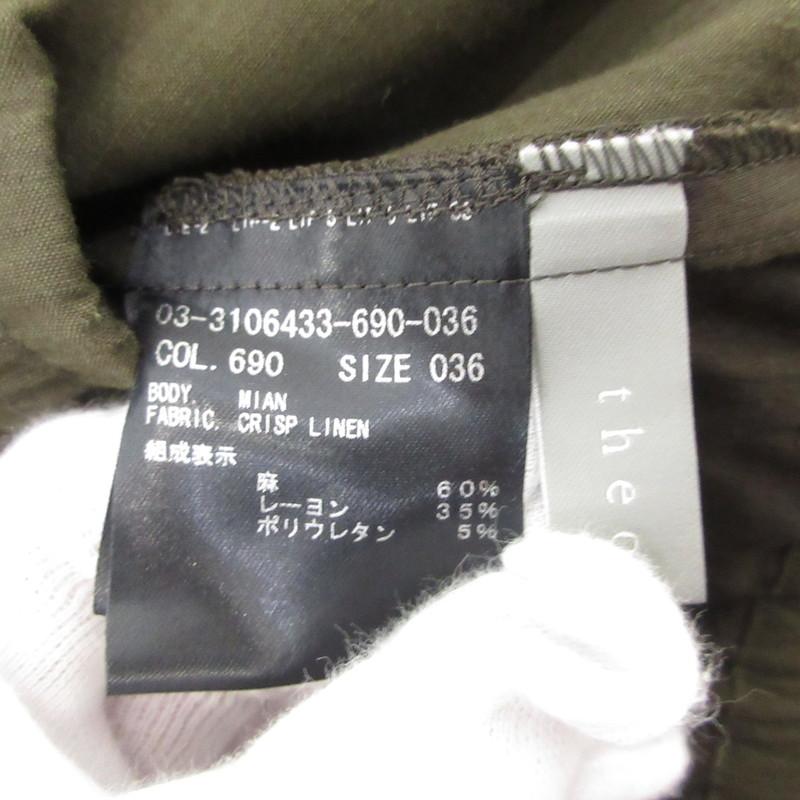 03-3106433-690-036
COL. 690 SIZE 036
BODY. MIAN
FABRIC. CRISP LINEN
組成表示
麻 60%
レーヨン 35%
ポリウレタン 5%
theo